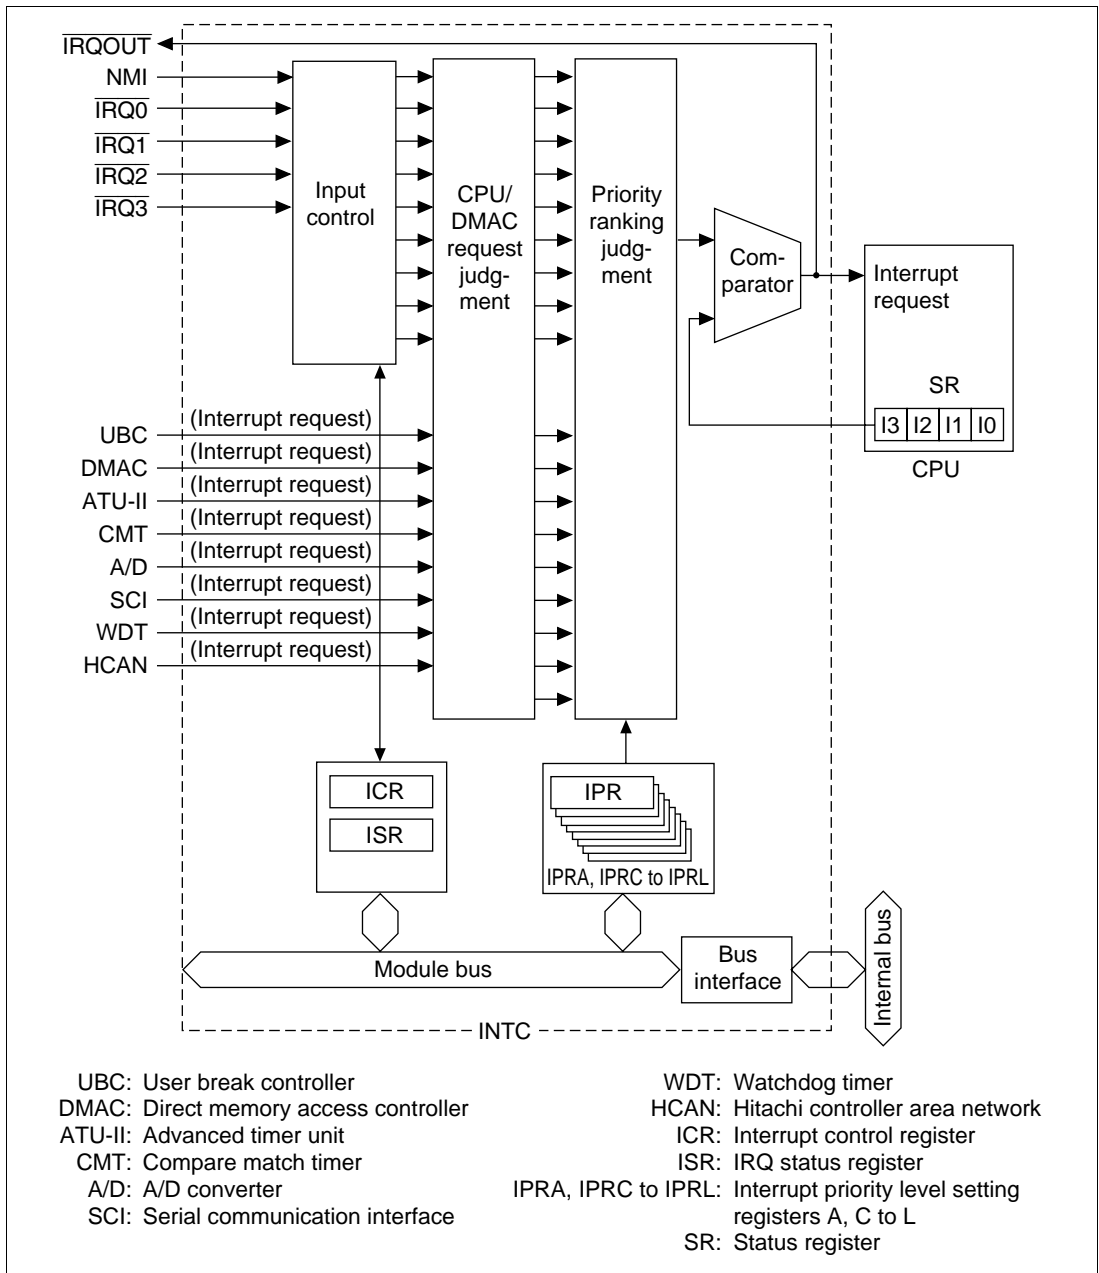 IRQOUT
NMI
IRQ0
IRQ1
IRQ2
IRQ3
Input
control
CPU/
DMAC
request
judg-
ment
Priority
ranking
judg-
ment
Com-
parator
Interrupt
request
SR
I3 I2 I1 I0
CPU
UBC (Interrupt request)
DMAC (Interrupt request)
ATU-II (Interrupt request)
CMT (Interrupt request)
A/D (Interrupt request)
SCI (Interrupt request)
WDT (Interrupt request)
HCAN (Interrupt request)
ICR
ISR
IPR
IPRA, IPRC to IPRL
Module bus
Bus
interface
Internal bus
INTC
UBC: User break controller
DMAC: Direct memory access controller
ATU-II: Advanced timer unit
CMT: Compare match timer
A/D: A/D converter
SCI: Serial communication interface
WDT: Watchdog timer
HCAN: Hitachi controller area network
ICR: Interrupt control register
ISR: IRQ status register
IPRA, IPRC to IPRL: Interrupt priority level setting
registers A, C to L
SR: Status register